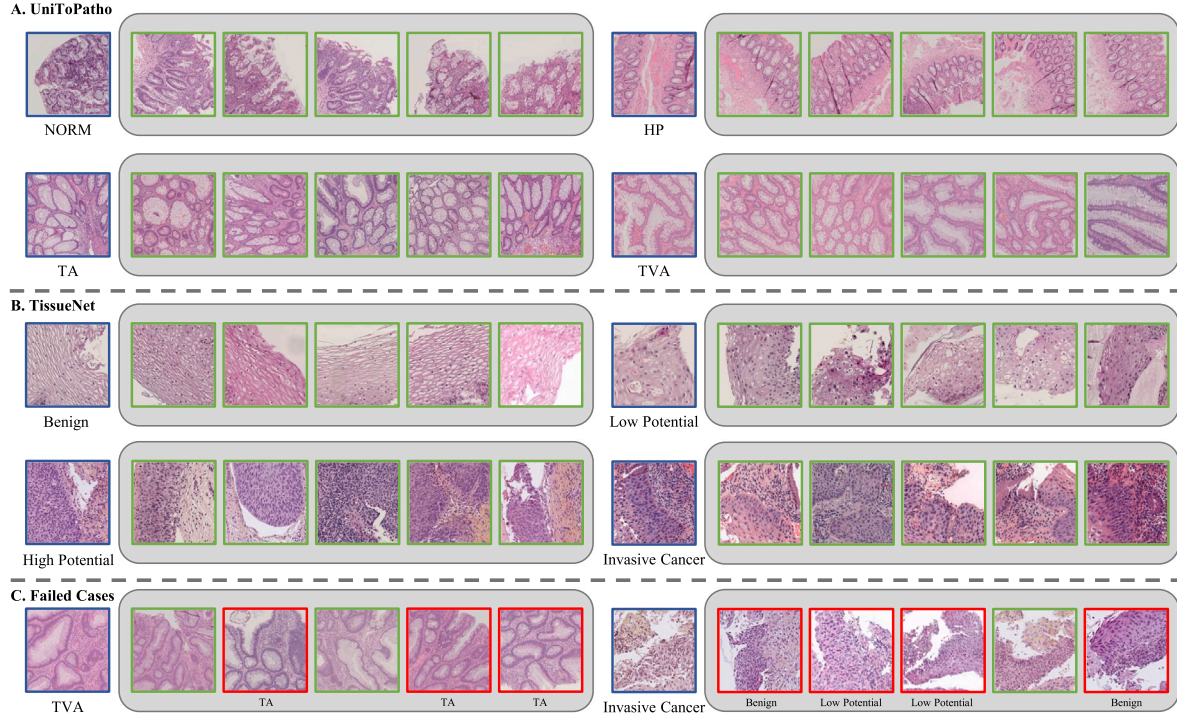 A. UniToPatho
NORM
HP
TA
TVA
B. TissueNet
Benign
Low Potential
High Potential
Invasive Cancer
C. Failed Cases
TVA
TA
TA
TA
Invasive Cancer
Benign
Low Potential
Low Potential
Benign